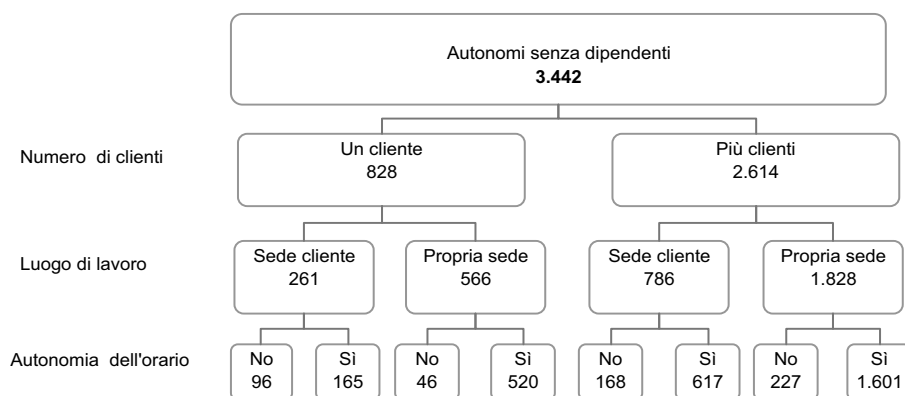 Autonomi senza dipendenti
3.442
Numero di clienti
Un cliente
828
Più clienti
2.614
Luogo di lavoro
Sede cliente
261
Propria sede
566
Sede cliente
786
Propria sede
1.828
Autonomia dell'orario
No
96
Sì
165
No
46
Sì
520
No
168
Sì
617
No
227
Sì
1.601